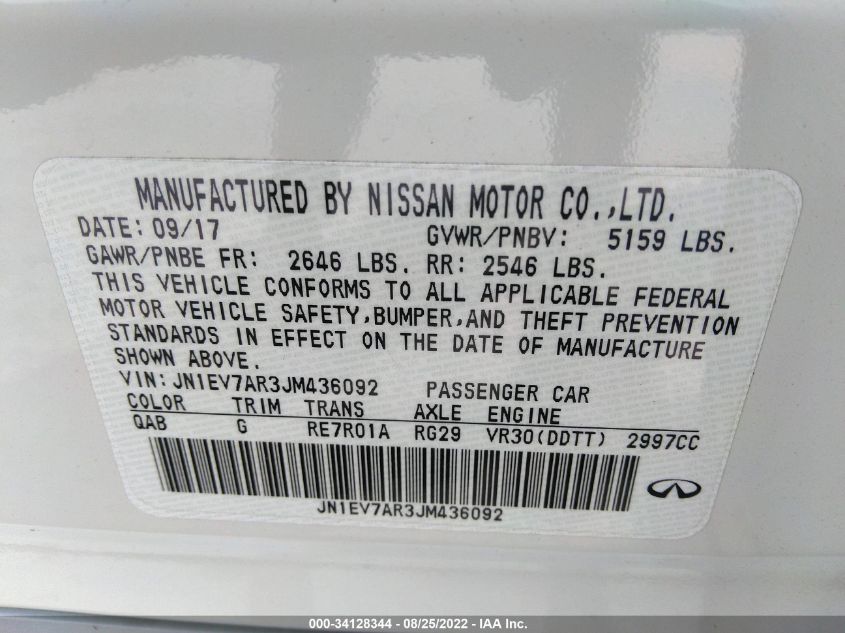 MANUFACTURED BY NISSAN MOTOR CO.,LTD.
DATE: 09/17 GVWR/PNBV: 5159 LBS.
GAWR/PNBE FR: 2646 LBS. RR: 2546 LBS.
THIS VEHICLE CONFORMS TO ALL APPLICABLE FEDERAL
MOTOR VEHICLE SAFETY,BUMPER,AND THEFT PREVENTION
STANDARDS IN EFFECT ON THE DATE OF MANUFACTURE
SHOWN ABOVE.
VIN: JN1EV7AR3JM436092 PASSENGER CAR
COLOR TRIM TRANS AXLE ENGINE
QAB G RE7R01A RG29 VR30(DDTT) 2997CC
JN1EV7AR3JM436092
000-34128344 - 08/25/2022 - IAA Inc.